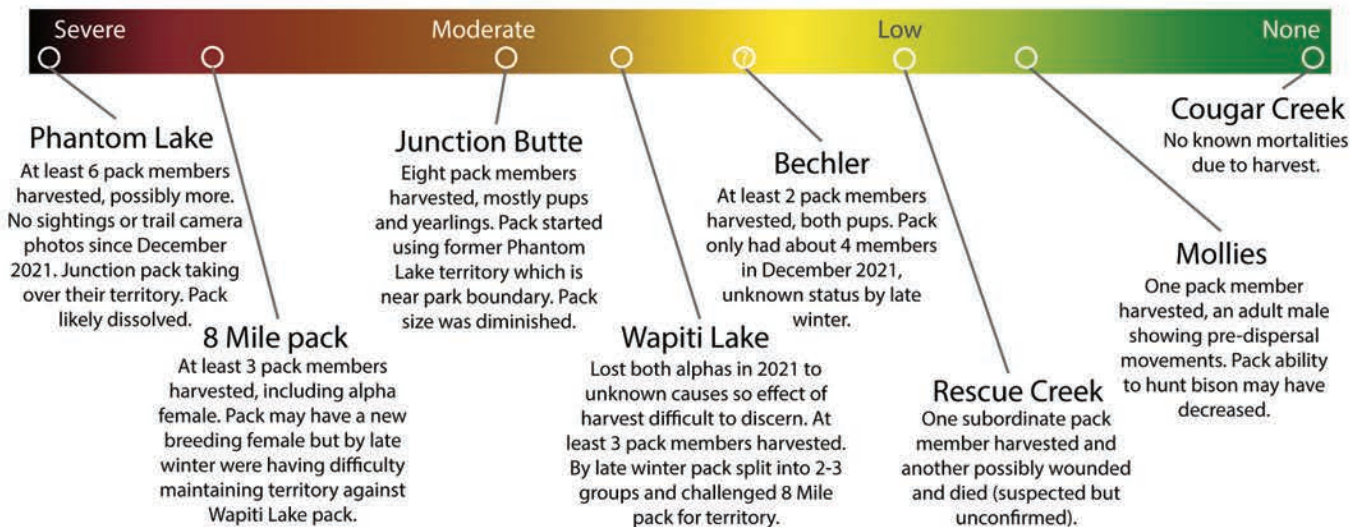 Severe
Moderate
Low
None
?
Phantom Lake
At least 6 pack members
harvested, possibly more.
No sightings or trail camera
photos since December
2021. Junction pack taking
over their territory. Pack
likely dissolved.
8 Mile pack
At least 3 pack members
harvested, including alpha
female. Pack may have a new
breeding female but by late
winter were having difficulty
maintaining territory against
Wapiti Lake pack.
Junction Butte
Eight pack members
harvested, mostly pups
and yearlings. Pack started
using former Phantom
Lake territory which is
near park boundary. Pack
size was diminished.
Wapiti Lake
Lost both alphas in 2021 to
unknown causes so effect of
harvest difficult to discern. At
least 3 pack members harvested.
By late winter pack split into 2-3
groups and challenged 8 Mile
pack for territory.
Bechler
At least 2 pack members
harvested, both pups. Pack
only had about 4 members
in December 2021,
unknown status by late
winter.
Rescue Creek
One subordinate pack
member harvested and
another possibly wounded
and died (suspected but
unconfirmed).
Mollies
One pack member
harvested, an adult male
showing pre-dispersal
movements. Pack ability
to hunt bison may have
decreased.
Cougar Creek
No known mortalities
due to harvest.